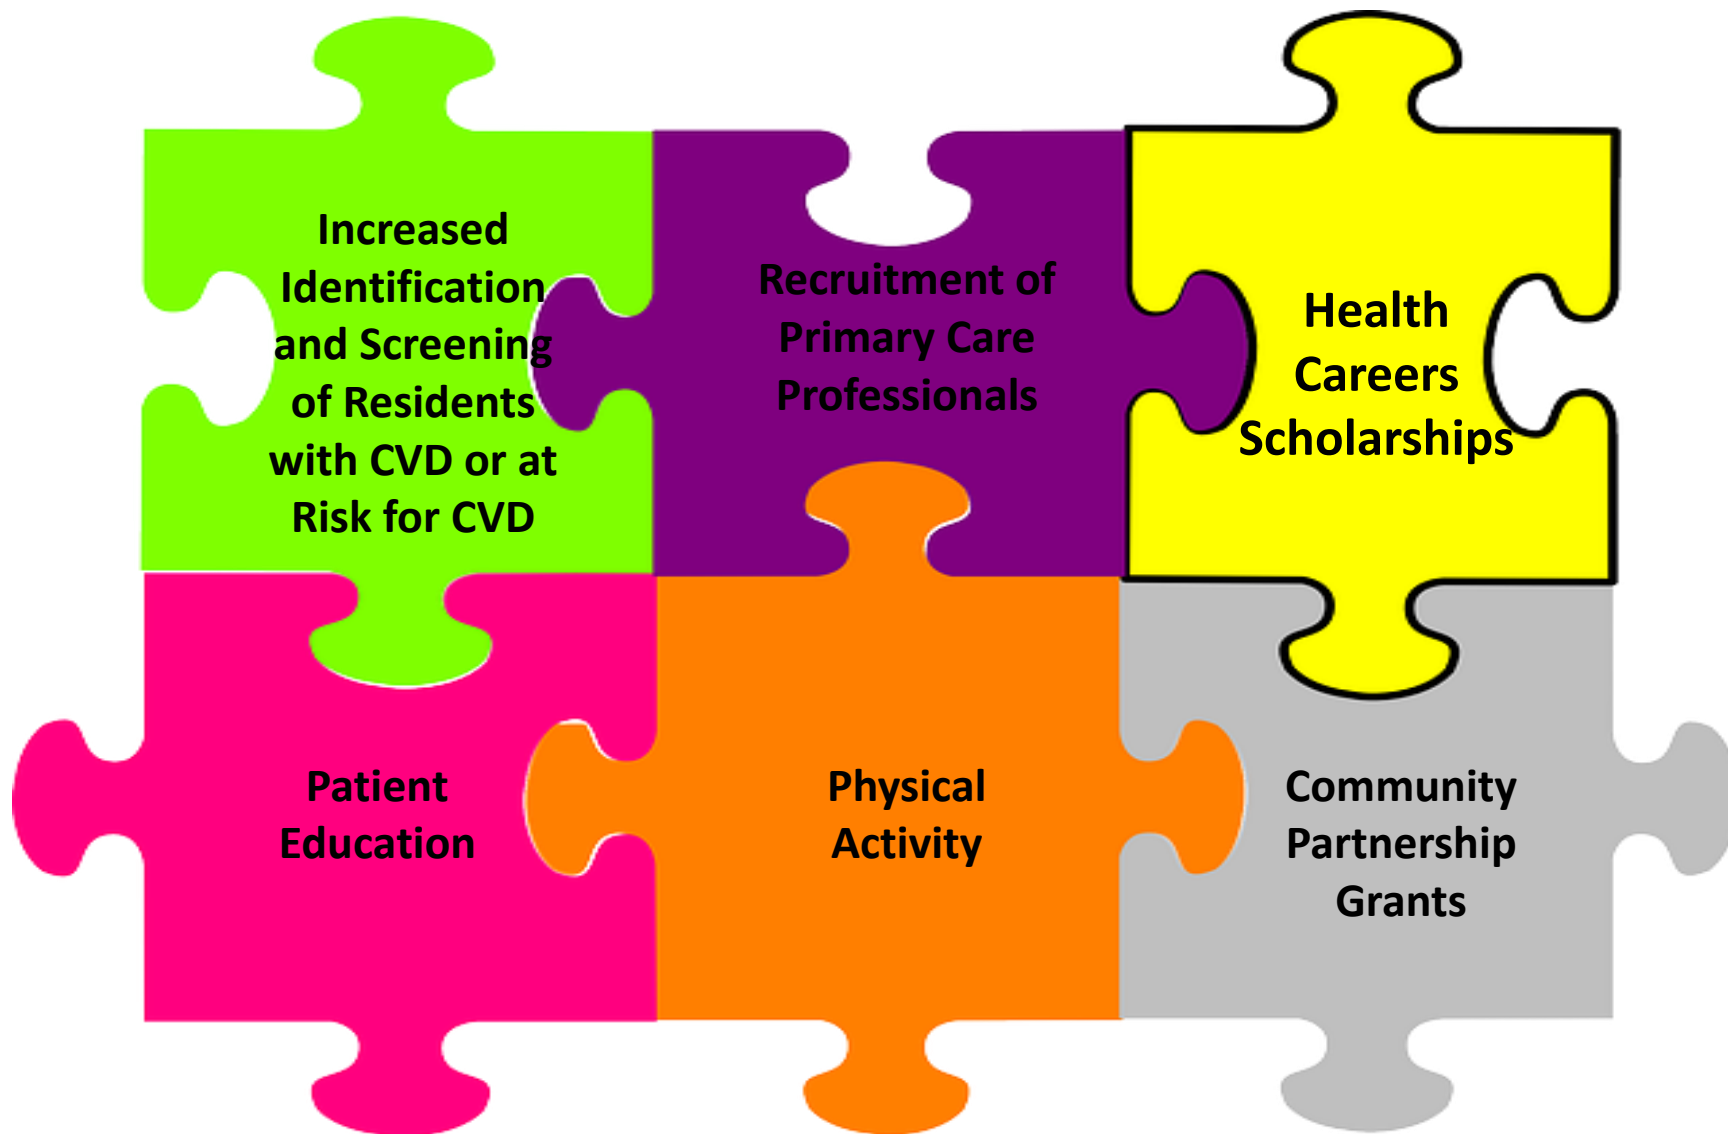 Increased
Identification
and Screening
of Residents
with CVD or at
Risk for CVD
Recruitment of
Primary Care
Professionals
Health
Careers
Scholarships
Patient
Education
Physical
Activity
Community
Partnership
Grants